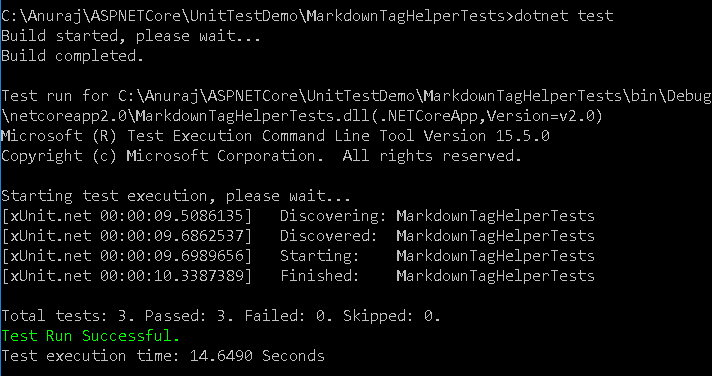 C:\Anuraj\ASPNETCore\UnitTestDemo\MarkdownTagHelperTests>dotnet test
Build started, please wait...
Build completed.
Test run for C:\Anuraj\ASPNETCore\UnitTestDemo\MarkdownTagHelperTests\bin\Debug
\netcoreapp2.0\MarkdownTagHelperTests.dll(.NETCoreApp,Version=v2.0)
Microsoft (R) Test Execution Command Line Tool Version 15.5.0
Copyright (c) Microsoft Corporation.  All rights reserved.
Starting test execution, please wait...
[xUnit.net 00:00:09.5086135]   Discovering: MarkdownTagHelperTests
[xUnit.net 00:00:09.6862537]   Discovered:  MarkdownTagHelperTests
[xUnit.net 00:00:09.6989656]   Starting:    MarkdownTagHelperTests
[xUnit.net 00:00:10.3387389]   Finished:    MarkdownTagHelperTests
Total tests: 3. Passed: 3. Failed: 0. Skipped: 0.
Test Run Successful.
Test execution time: 14.6490 Seconds